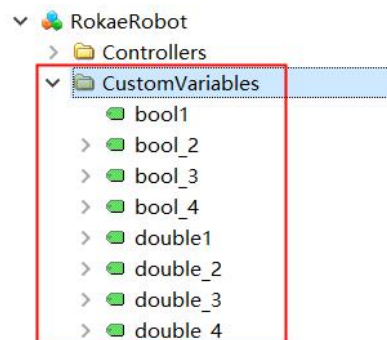 RokaeRobot
Controllers
CustomVariables
bool1
bool_2
bool_3
bool_4
double1
double_2
double_3
double_4